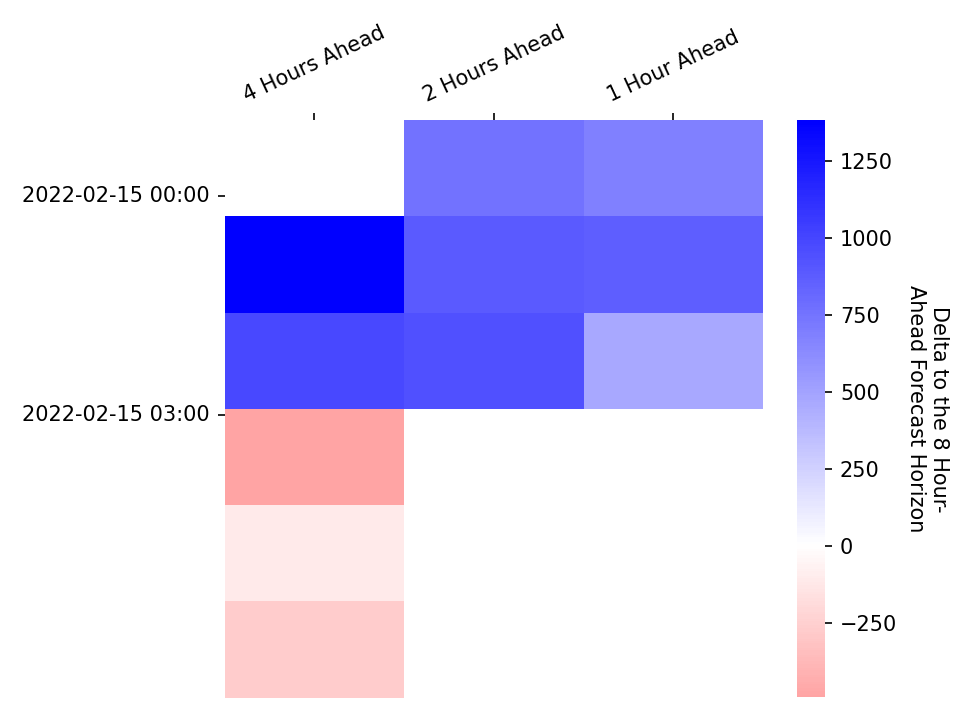 4 Hours Ahead
2 Hours Ahead
1 Hour Ahead
2022-02-15 00:00
2022-02-15 03:00
1250
1000
750
500
250
0
−250
Delta to the 8 Hour-
Ahead Forecast Horizon